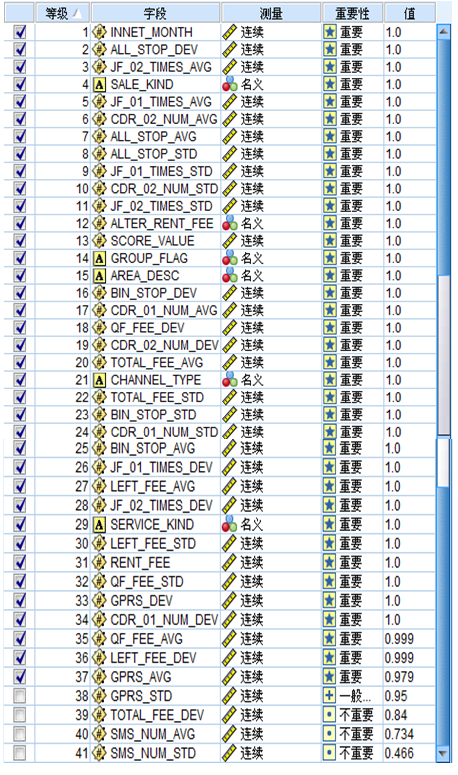 等级 字段 测量 重要性 值
1 INNET_MONTH 连续 重要 1.0
2 ALL_STOP_DEV 连续 重要 1.0
3 JF_02_TIMES_AVG 连续 重要 1.0
4 SALE_KIND 名义 重要 1.0
5 JF_01_TIMES_AVG 连续 重要 1.0
6 CDR_02_NUM_AVG 连续 重要 1.0
7 ALL_STOP_AVG 连续 重要 1.0
8 ALL_STOP_STD 连续 重要 1.0
9 JF_01_TIMES_STD 连续 重要 1.0
10 CDR_02_NUM_STD 连续 重要 1.0
11 JF_02_TIMES_STD 连续 重要 1.0
12 ALTER_RENT_FEE 名义 重要 1.0
13 SCORE_VALUE 连续 重要 1.0
14 GROUP_FLAG 名义 重要 1.0
15 AREA_DESC 名义 重要 1.0
16 BIN_STOP_DEV 连续 重要 1.0
17 CDR_01_NUM_AVG 连续 重要 1.0
18 QF_FEE_DEV 连续 重要 1.0
19 CDR_02_NUM_DEV 连续 重要 1.0
20 TOTAL_FEE_AVG 连续 重要 1.0
21 CHANNEL_TYPE 名义 重要 1.0
22 TOTAL_FEE_STD 连续 重要 1.0
23 BIN_STOP_STD 连续 重要 1.0
24 CDR_01_NUM_STD 连续 重要 1.0
25 BIN_STOP_AVG 连续 重要 1.0
26 JF_01_TIMES_DEV 连续 重要 1.0
27 LEFT_FEE_AVG 连续 重要 1.0
28 JF_02_TIMES_DEV 连续 重要 1.0
29 SERVICE_KIND 名义 重要 1.0
30 LEFT_FEE_STD 连续 重要 1.0
31 RENT_FEE 连续 重要 1.0
32 QF_FEE_STD 连续 重要 1.0
33 GPRS_DEV 连续 重要 1.0
34 CDR_01_NUM_DEV 连续 重要 1.0
35 QF_FEE_AVG 连续 重要 0.999
36 LEFT_FEE_DEV 连续 重要 0.999
37 GPRS_AVG 连续 重要 0.979
38 GPRS_STD 连续 一般... 0.95
39 TOTAL_FEE_DEV 连续 不重要 0.84
40 SMS_NUM_AVG 连续 不重要 0.734
41 SMS_NUM_STD 连续 不重要 0.466